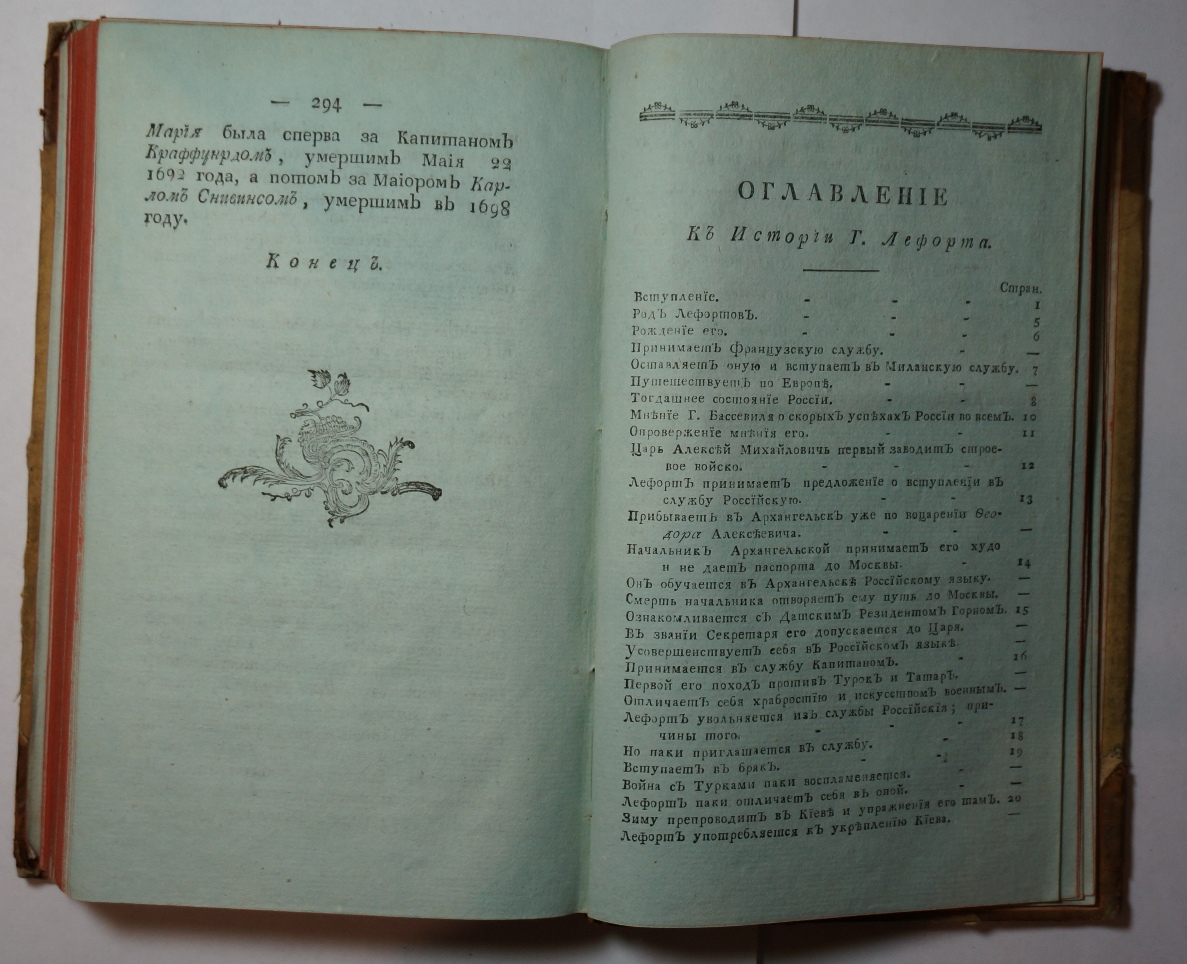 — 294 —
Марія была сперва за Капитаномъ
Краффунрдомъ, умершимъ Маія 22
1692 года, а потомъ за Маіоромъ Кар-
ломъ Снивинсомъ, умершимъ въ 1698
году.
Конецъ.
ОГЛАВЛЕНІЕ
Къ Исторіи Г. Лефорта.
Стран.
Вступленіе. - - - 1
Родъ Лефортовъ. - - - 5
Рожденіе его. - - - 6
Принимаетъ Французскую службу. - —
Оставляетъ оную и вступаетъ въ Миланскую службу. 7
Путешествуетъ по Европѣ. - - —
Тогдашнее состояніе Россіи. - - 8
Мнѣніе Г. Бассевиля о скорыхъ успѣхахъ Россіи во всемъ. 10
Опроверженіе мнѣнія его. - - 11
Царь Алексѣй Михайловичь первый заводитъ строе-
вое войско. - - - 12
Лефортъ принимаетъ предложеніе о вступленіи въ
службу Россійскую. - - 13
Прибываетъ въ Архангельскъ уже по воцареніи Ѳео-
дора Алексѣевича. - - —
Начальникъ Архангельской принимаетъ его худо
и не даетъ паспорта до Москвы. - 14
Онъ обучается въ Архангельскѣ Россійскому языку. —
Смерть начальника отворяетъ ему путь до Москвы. —
Ознакомливается съ Датскимъ Резидентомъ Горномъ. 15
Въ званіи Секретаря его допускается до Царя. —
Усовершенствуетъ себя въ Россійскомъ языкѣ. —
Принимается въ службу Капитаномъ. - 16
Первой его походъ противъ Турокъ и Татаръ. —
Отличаетъ себя храбростію и искусствомъ военнымъ. —
Лефортъ увольняется изъ службы Россійскія; при-
чины того. - - - 17
Но паки приглашается въ службу. - 18
Вступаетъ въ бракъ. - - 19
Война съ Турками паки воспламеняется. - —
Лефортъ паки отличаетъ себя въ оной. - —
Зиму препроводитъ въ Кіевѣ и упражненія его тамъ. 20
Лефортъ употребляется къ укрѣпленію Кіева. —